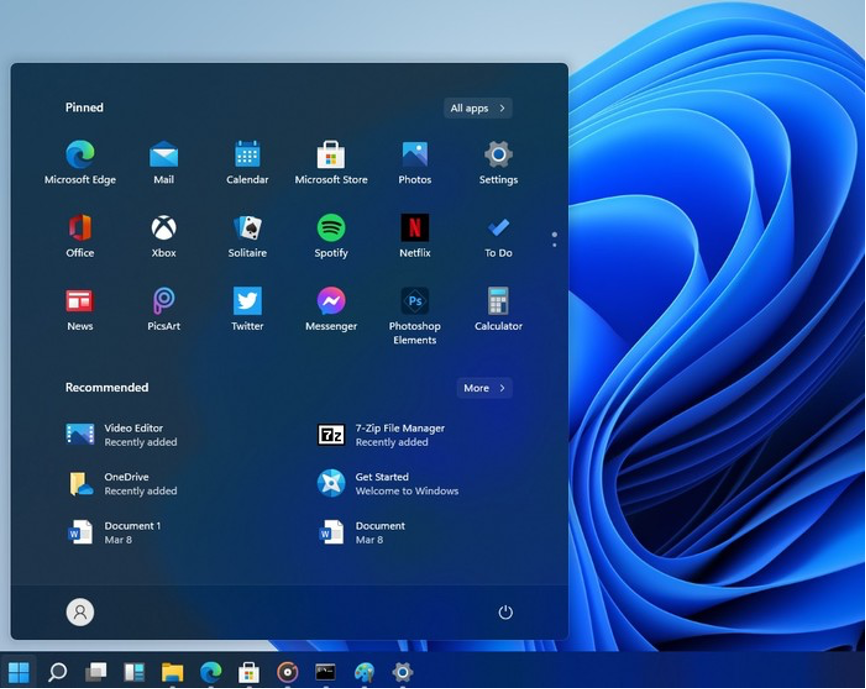 Pinned
All apps
Microsoft Edge
Mail
Calendar
Microsoft Store
Photos
Settings
Office
Xbox
Solitaire
Spotify
N
Netflix
To Do
News
PicsArt
Twitter
Messenger
Ps
Photoshop
Elements
Calculator
Recommended
More
Video Editor
Recently added
7z
7-Zip File Manager
Recently added
OneDrive
Recently added
Get Started
Welcome to Windows
W
Document 1
Mar 8
W
Document
Mar 8